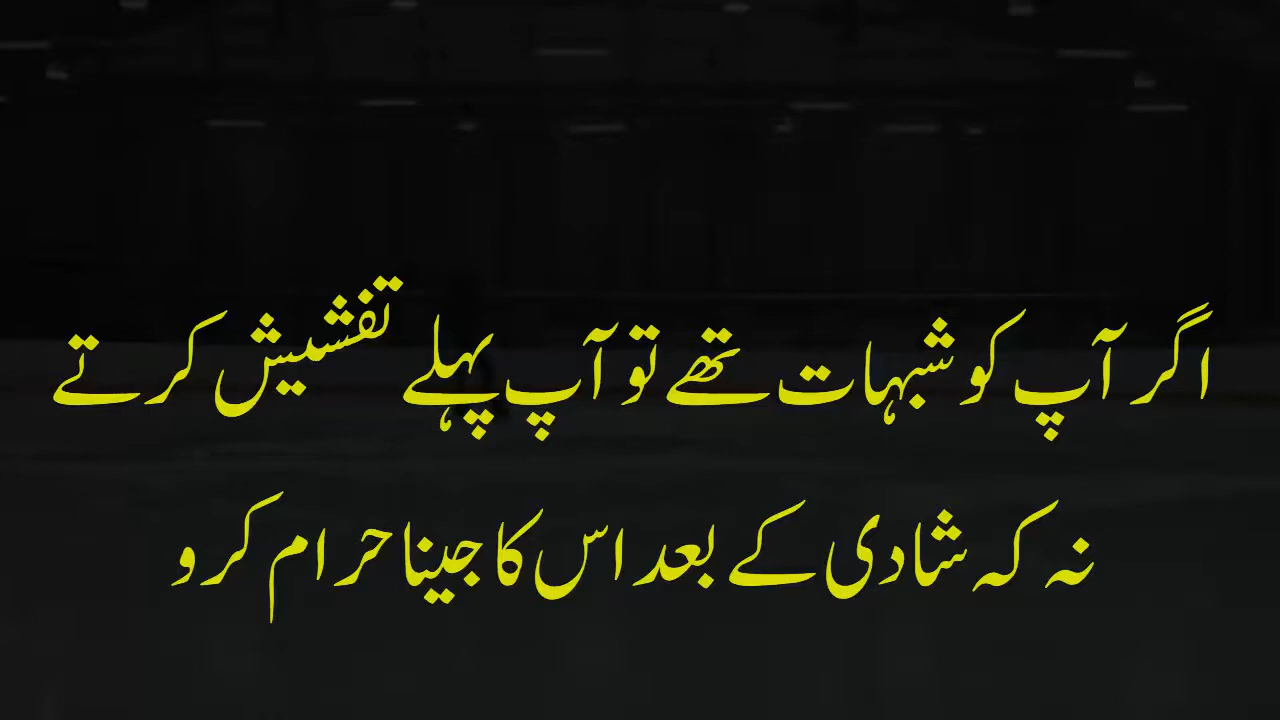 اگر آپ کو شبہات تھے تو آپ پہلے تفشیش کرتے
نہ کہ شادی کے بعد اس کا جینا حرام کرو